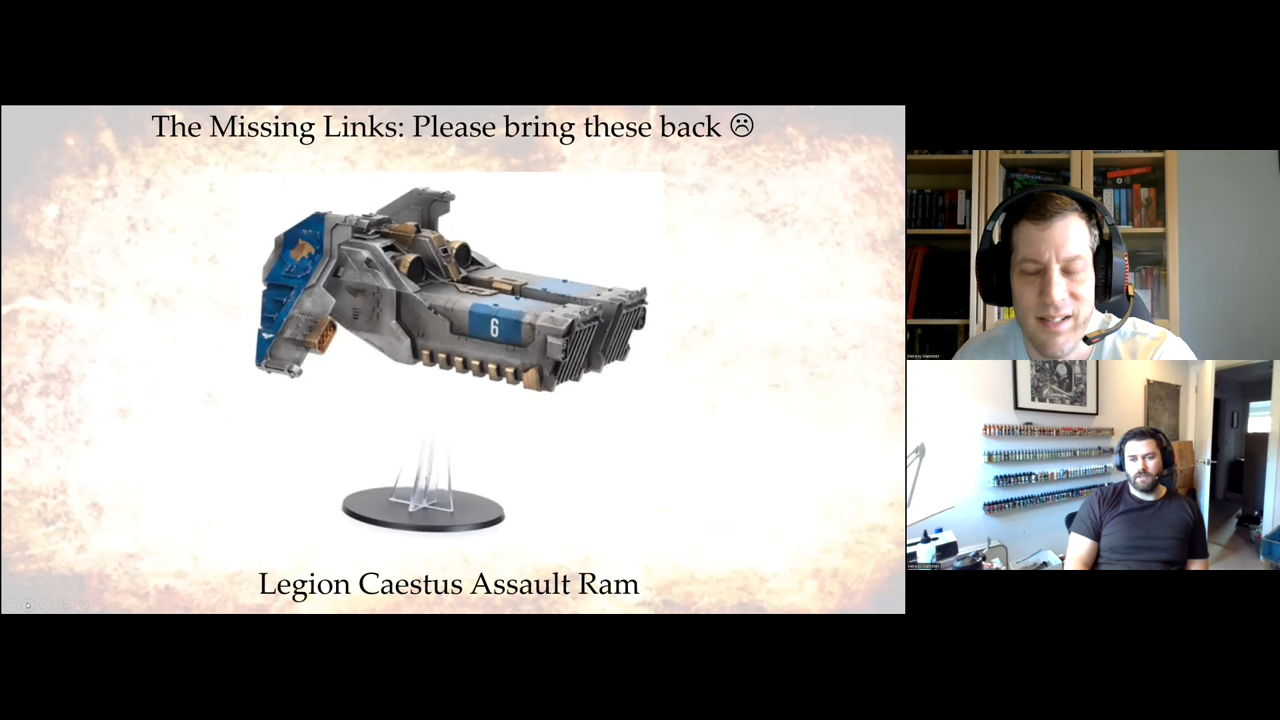 The Missing Links: Please bring these back ☹
6
Legion Caestus Assault Ram